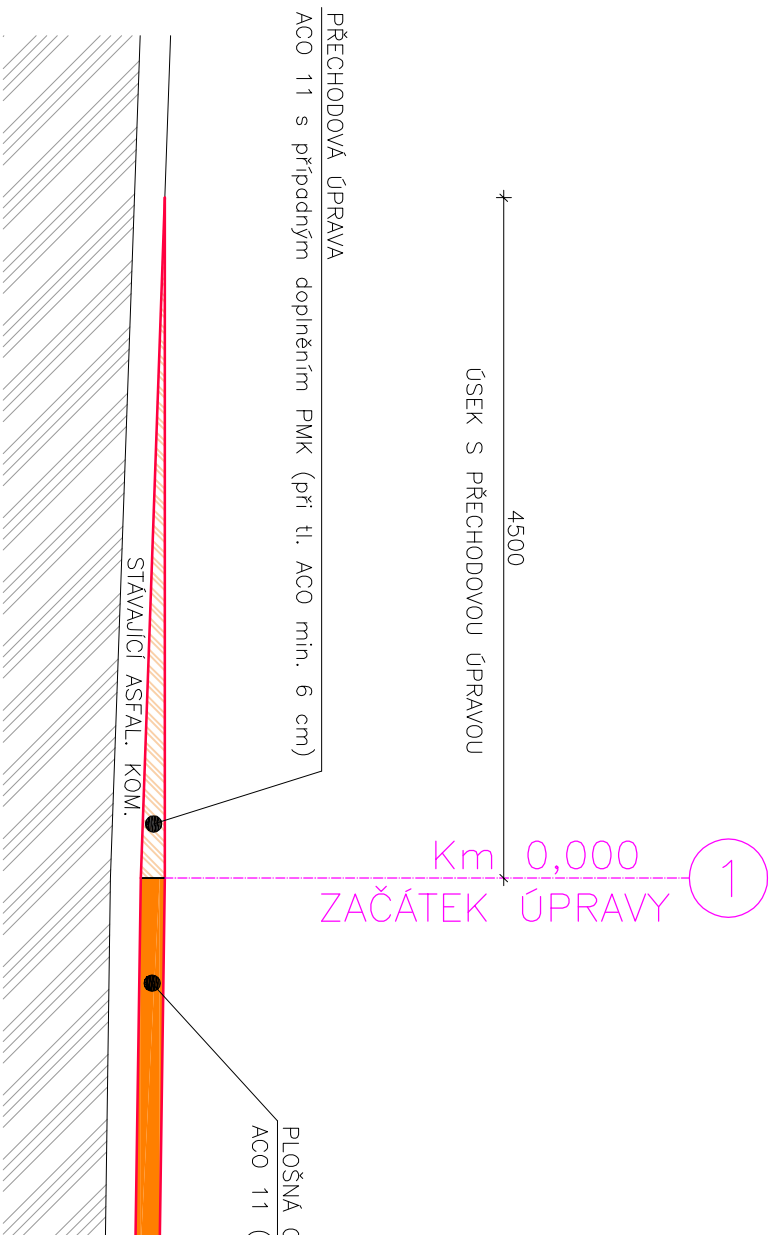 PŘECHODOVÁ ÚPRAVA
ACO 11 s případným doplněním PMK (při tl. ACO min. 6 cm)
4500
ÚSEK S PŘECHODOVOU ÚPRAVOU
STÁVAJÍCÍ ASFAL. KOM.
Km 0,000
ZAČÁTEK ÚPRAVY
1
PLOŠNÁ
ACO 11 (